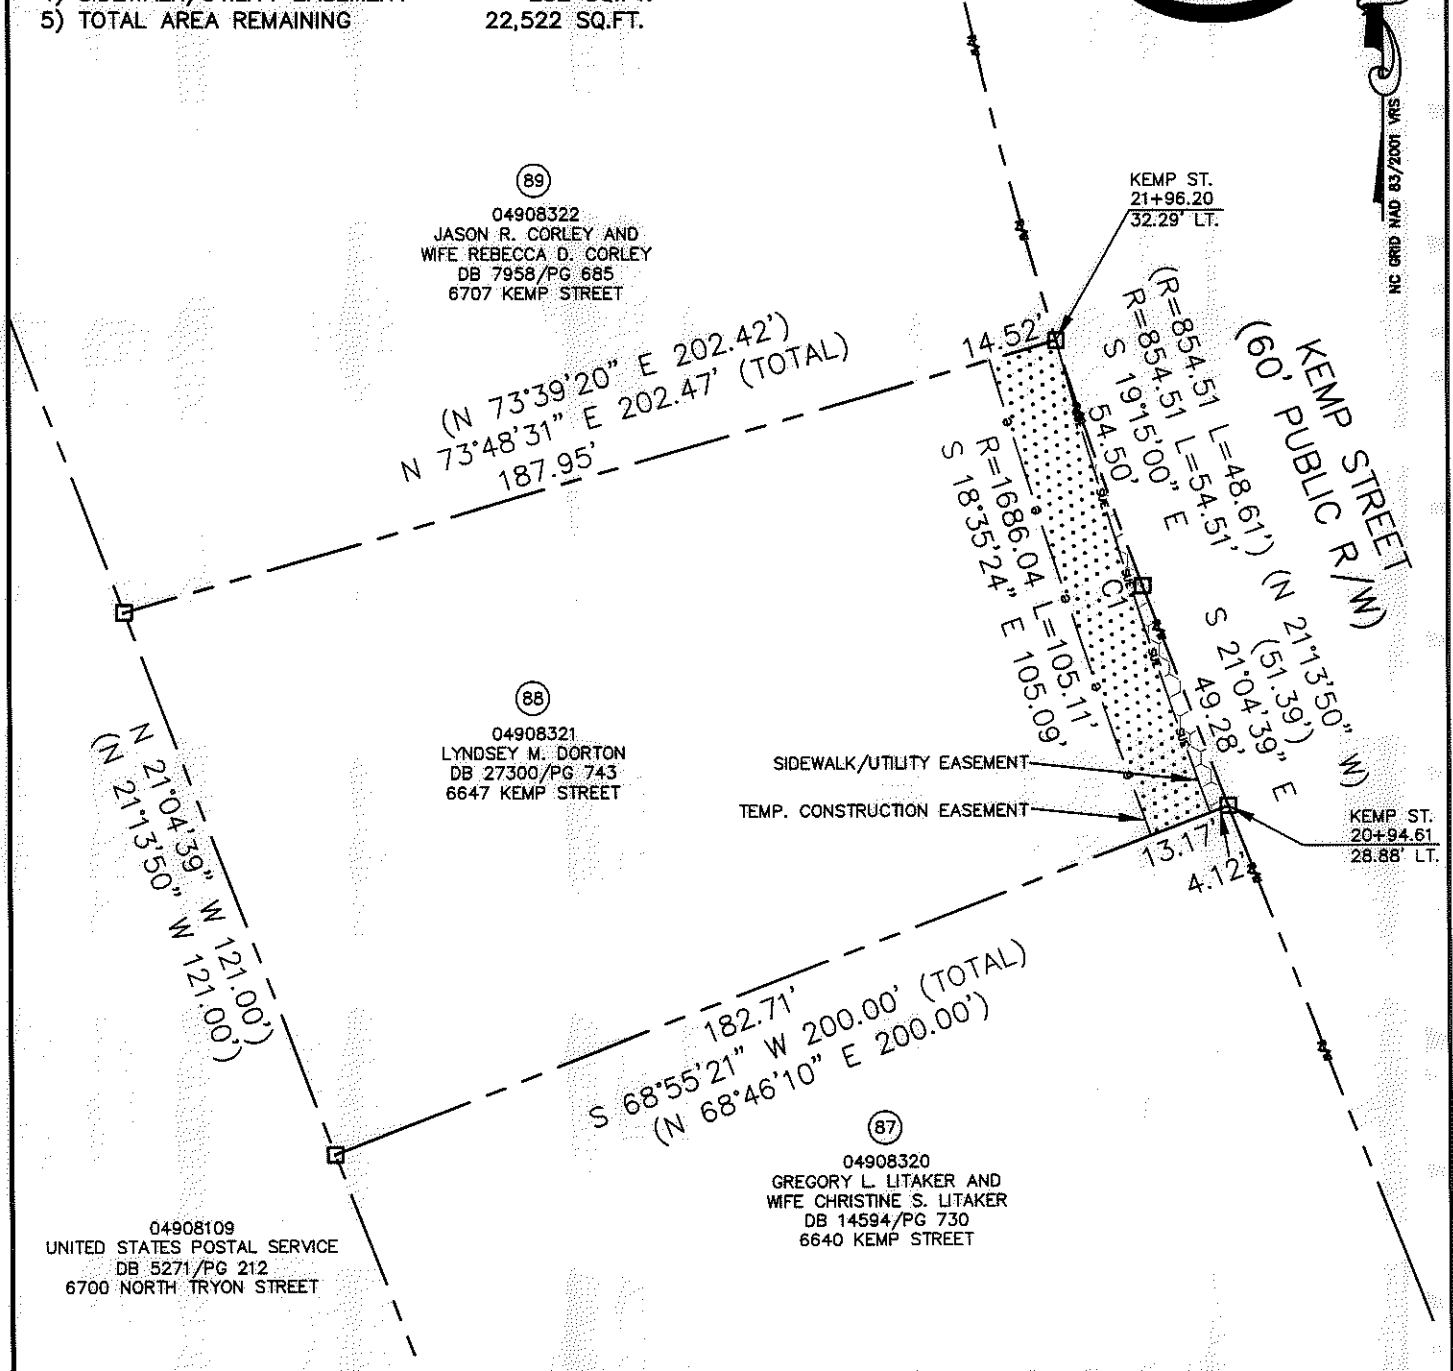 5) TOTAL AREA REMAINING 22,522 SQ.FT.
NC GRID NAD 83/2001 VRS
89
04908322
JASON R. CORLEY AND
WIFE REBECCA D. CORLEY
DB 7958/PG 685
6707 KEMP STREET
KEMP ST.
21+96.20
32.29' LT.
14.52'
(N 73°39'20" E 202.42')
N 73°48'31" E 202.47' (TOTAL)
187.95'
KEMP STREET
(60' PUBLIC R/W)
(R=854.51 L=48.61')
R=854.51 L=54.51'
S 19°15'00" E
54.50'
R=1686.04 L=105.11'
S 18°35'24" E 105.09'
C1
(N 21°13'50" W)
(51.39')
S 21°04'39" E
49.28'
88
04908321
LYNDSEY M. DORTON
DB 27300/PG 743
6647 KEMP STREET
SIDEWALK/UTILITY EASEMENT
TEMP. CONSTRUCTION EASEMENT
N 21°04'39" W 121.00')
(N 21°13'50" W 121.00')
13.17'
4.12'
KEMP ST.
20+94.61
28.88' LT.
182.71'
S 68°55'21" W 200.00' (TOTAL)
(N 68°46'10" E 200.00')
87
04908320
GREGORY L. LITAKER AND
WIFE CHRISTINE S. LITAKER
DB 14594/PG 730
6640 KEMP STREET
04908109
UNITED STATES POSTAL SERVICE
DB 5271/PG 212
6700 NORTH TRYON STREET